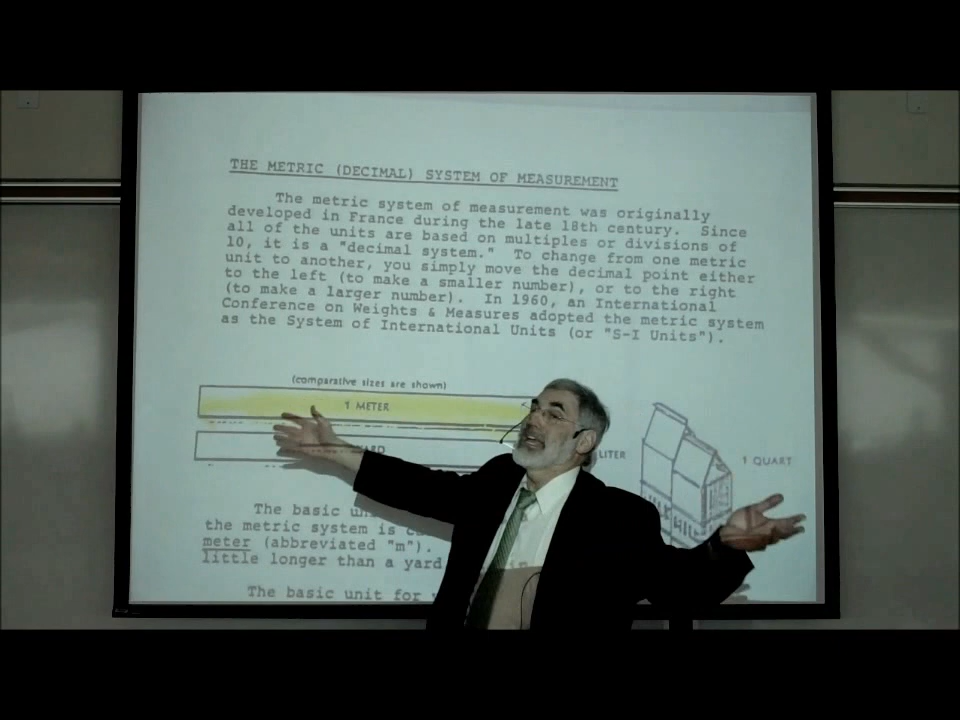 THE METRIC (DECIMAL) SYSTEM OF MEASUREMENT
The metric system of measurement was originally
developed in France during the late 18th century. Since
all of the units are based on multiples or divisions of
10, it is a "decimal system." To change from one metric
unit to another, you simply move the decimal point either
to the left (to make a smaller number), or to the right
(to make a larger number). In 1960, an International
Conference on Weights & Measures adopted the metric system
as the System of International Units (or "S-I Units").
(comparative sizes are shown)
1 METER
LITER
1 QUART
MILK MILK
The basic
the metric system is
meter (abbreviated "m").
little longer than a yard
The basic unit for